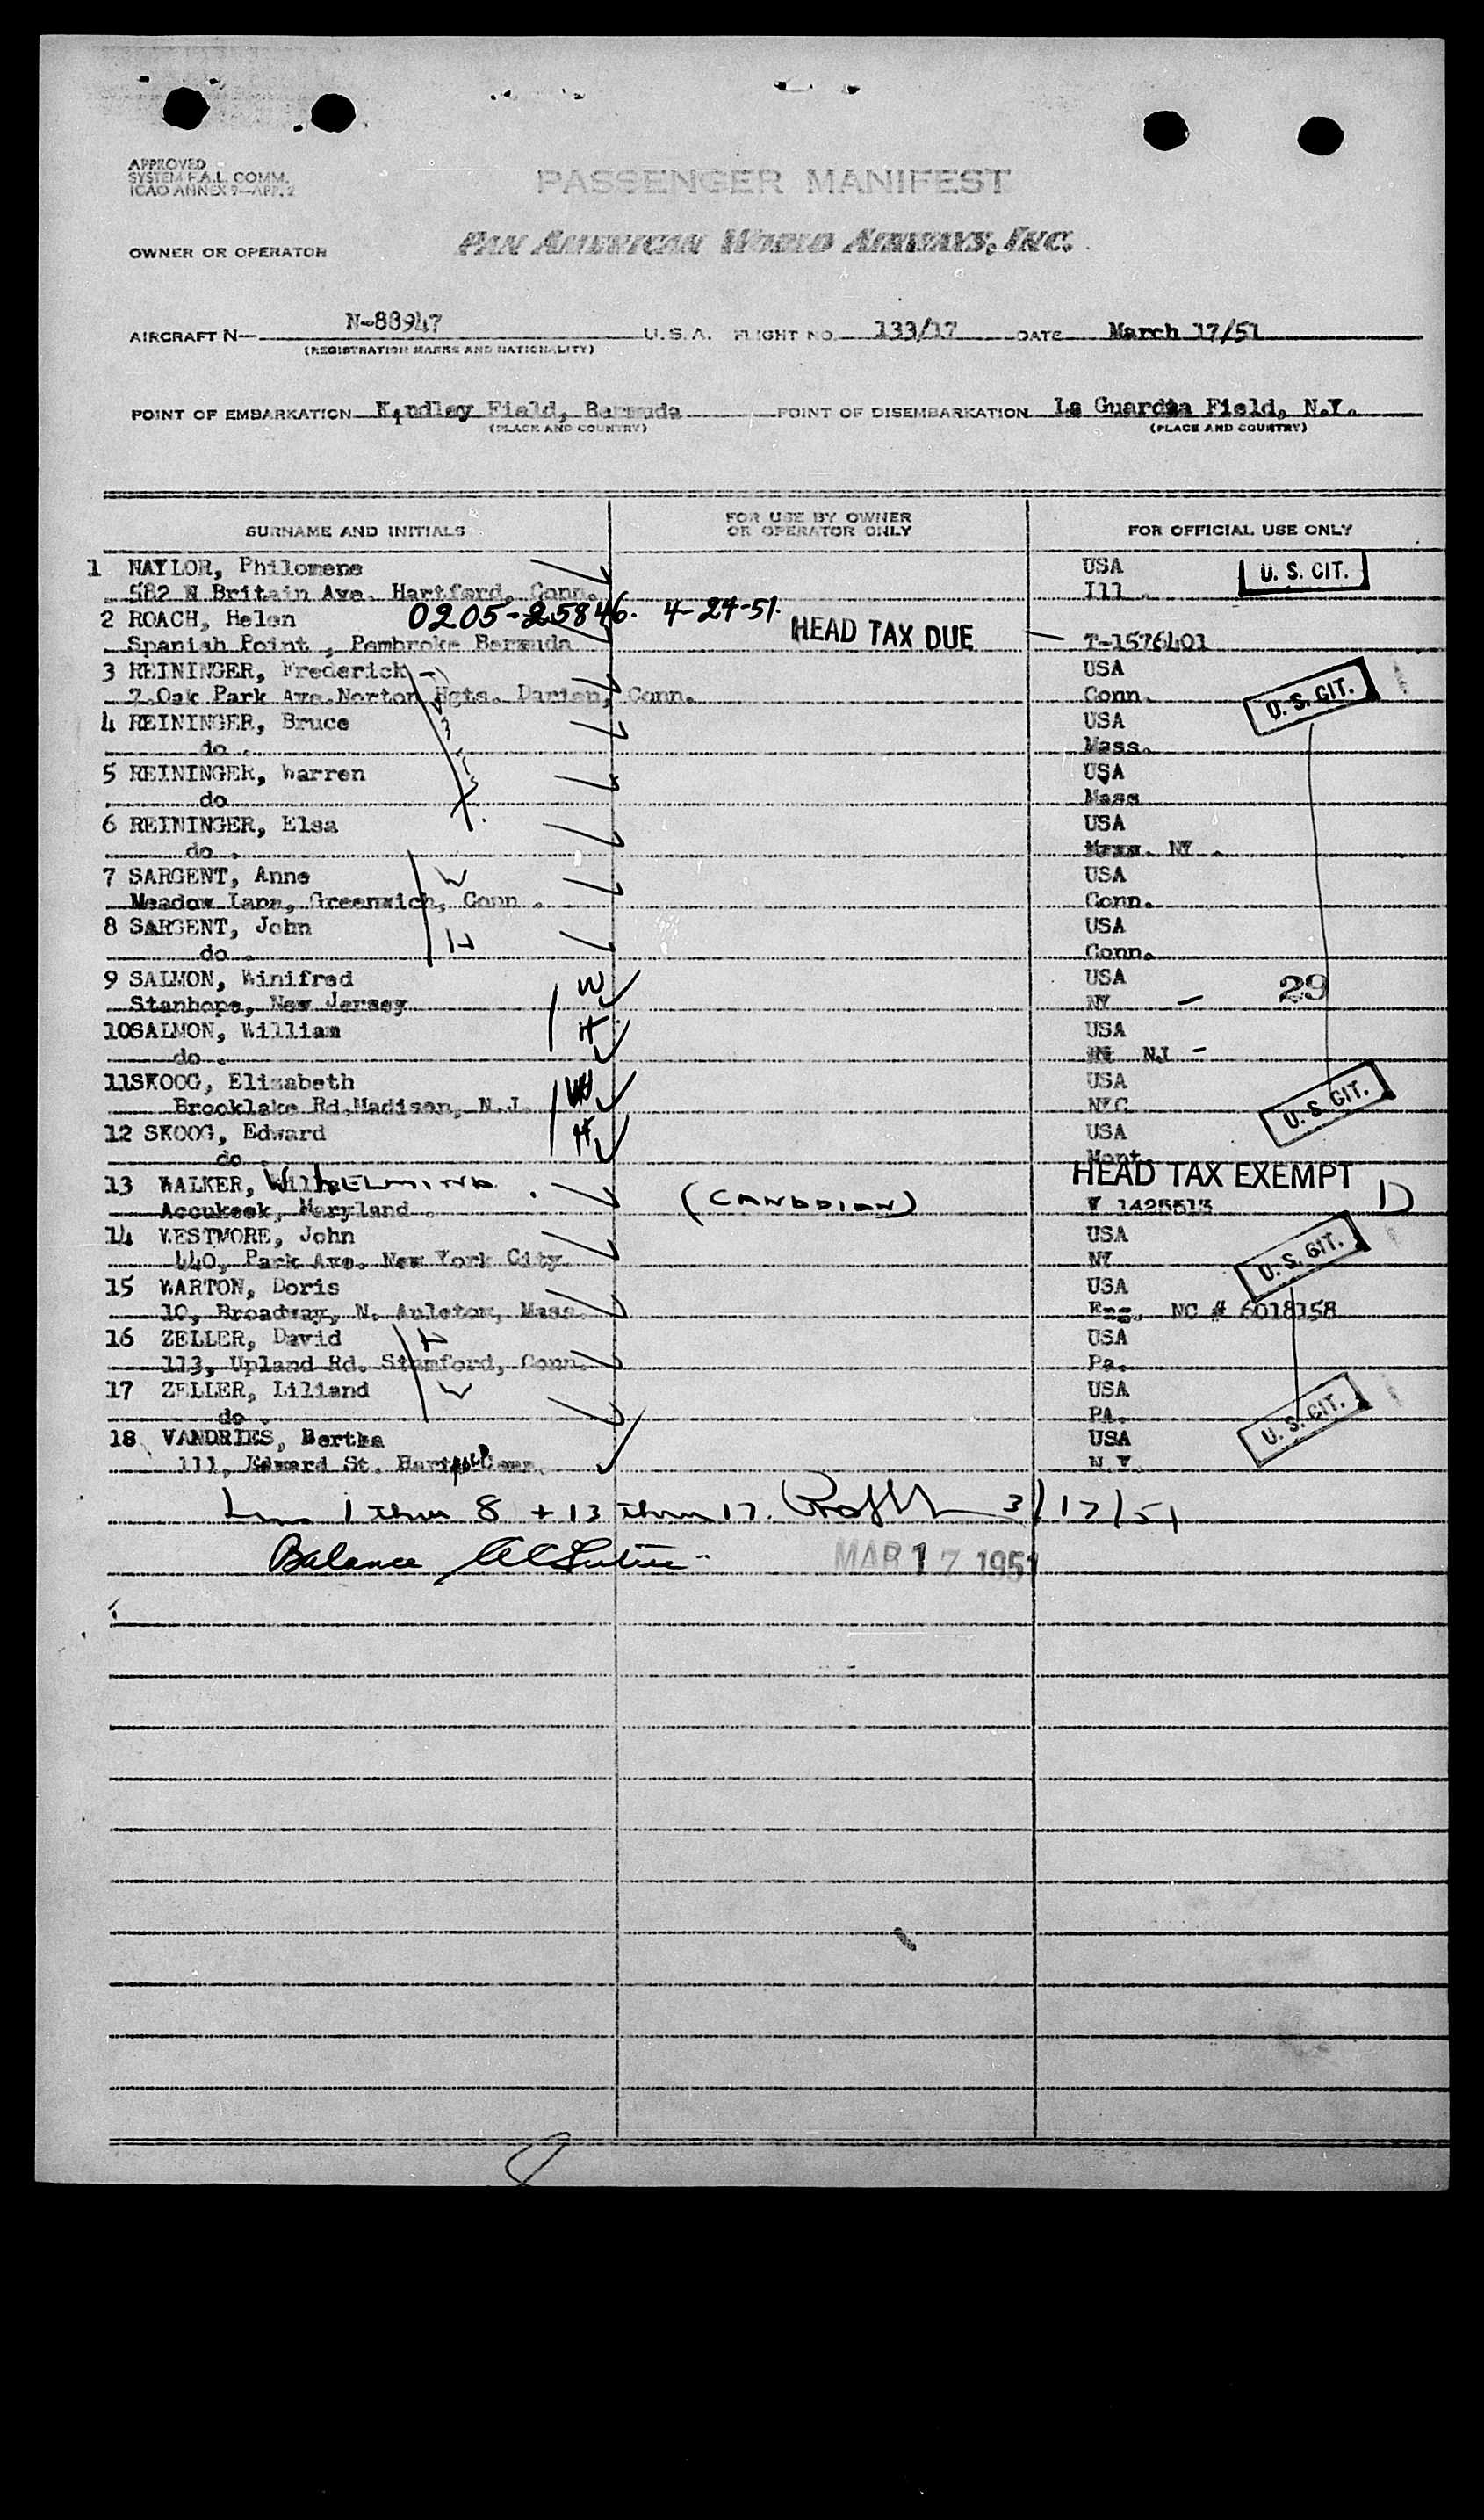 APPROVED
SYSTEM F.A.L. COMM.
ICAO ANNEX 9—APP. 2
PASSENGER MANIFEST
OWNER OR OPERATOR PAN AMERICAN WORLD AIRWAYS, INC.
AIRCRAFT N— N-88947 U.S.A. FLIGHT NO. 133/17 DATE March 17/51
(REGISTRATION MARKS AND NATIONALITY)
POINT OF EMBARKATION Kindley Field, Bermuda POINT OF DISEMBARKATION La Guardia Field, N.Y.
(PLACE AND COUNTRY) (PLACE AND COUNTRY)
SURNAME AND INITIALS FOR USE BY OWNER OR OPERATOR ONLY FOR OFFICIAL USE ONLY
1 NAYLOR, Philomene USA U. S. CIT.
582 N Britain Ave. Hartford, Conn. Ill .
2 ROACH, Helen 0205-25846. 4-24-51. HEAD TAX DUE
Spanish Point , Pembroke Bermuda — T-1576401
3 REININGER, Frederick USA U. S. CIT.
7.Oak Park Ave.Norton Hgts. Darien, Conn. Conn.
4 REININGER, Bruce USA
do . Mass.
5 REININGER, Warren USA
do Mass
6 REININGER, Elsa USA
do . NY .
7 SARGENT, Anne W USA
Meadow Lane, Greenwich, Conn . Conn.
8 SARGENT, John H USA
do . Conn.
9 SALMON, Winifred W USA 29
Stanhope, New Jersey NY —
10SALMON, William H USA
do . NJ -
11SKOOG, Elizabeth W USA U. S. CIT.
Brooklake Rd.Madison, N.J. NYC
12 SKOOG, Edward H USA
do . Mont.
13 WALKER, WILHELMINA HEAD TAX EXEMPT
Accukeek, Maryland . (CANADIAN) V 1425513 D
14 WESTMORE, John USA U. S. CIT.
440, Park Ave. New York City. NY
15 WARTON, Doris USA
10, Broadway, N. Auletow, Mass. Eng. NC # 6018158
16 ZELLER, David H USA
113, Upland Rd. Stamford, Conn. Pa.
17 ZELLER, Liliand W USA U. S. CIT.
do . PA.
18 VANDRIES, Bertha USA
111, Edward St. Conn. N.Y.
1 thru 8 + 13 thru 17. 3/17/51
Balance MAR 17 1951